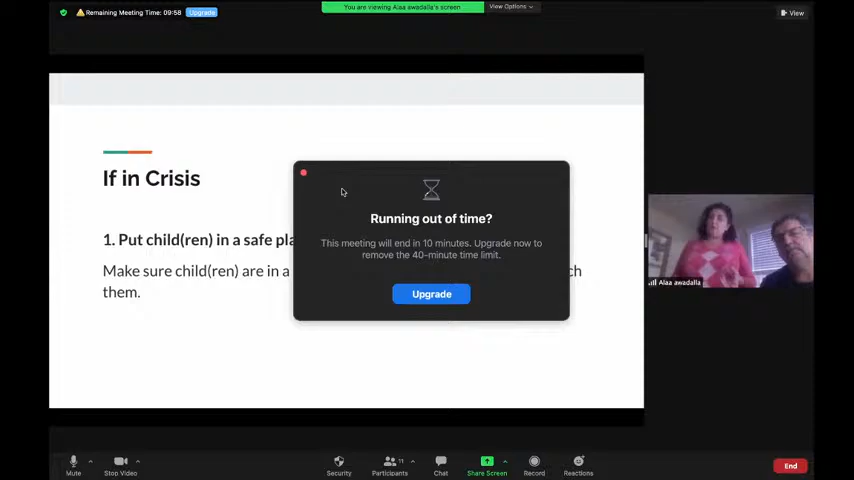 Remaining Meeting Time: 09:58 Upgrade
You are viewing Alaa awadalla's screen
View Options
View
If in Crisis
1. Put child(ren) in a safe pla
Make sure child(ren) are in a
ch
them.
Running out of time?
This meeting will end in 10 minutes. Upgrade now to
remove the 40-minute time limit.
Upgrade
Alaa awadalla
Mute
Stop Video
Security
Participants
11
Chat
Share Screen
Record
Reactions
End